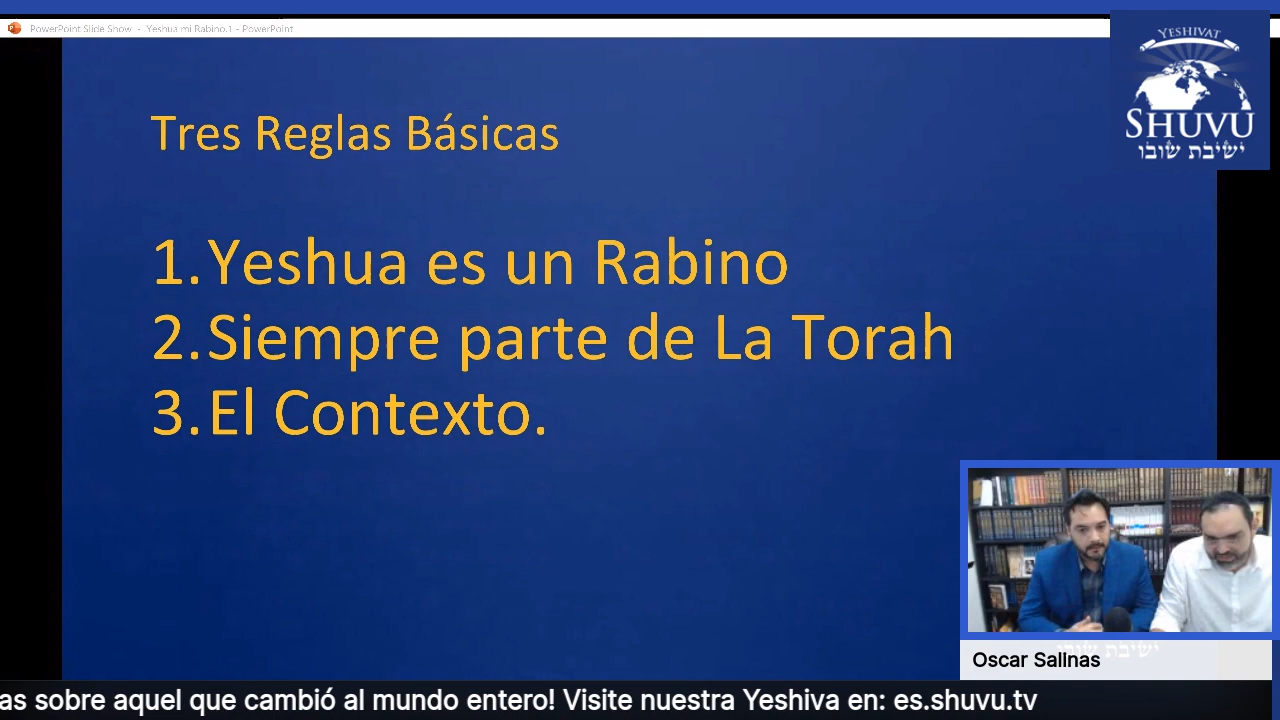 PowerPoint Slide Show - Yeshua mi Rabino.1 - PowerPoint
YESHIVAT
SHUVU
ישיבת שובו
Tres Reglas Básicas
1. Yeshua es un Rabino
2. Siempre parte de La Torah
3. El Contexto.
Oscar Salinas
as sobre aquel que cambió al mundo entero! Visite nuestra Yeshiva en: es.shuvu.tv